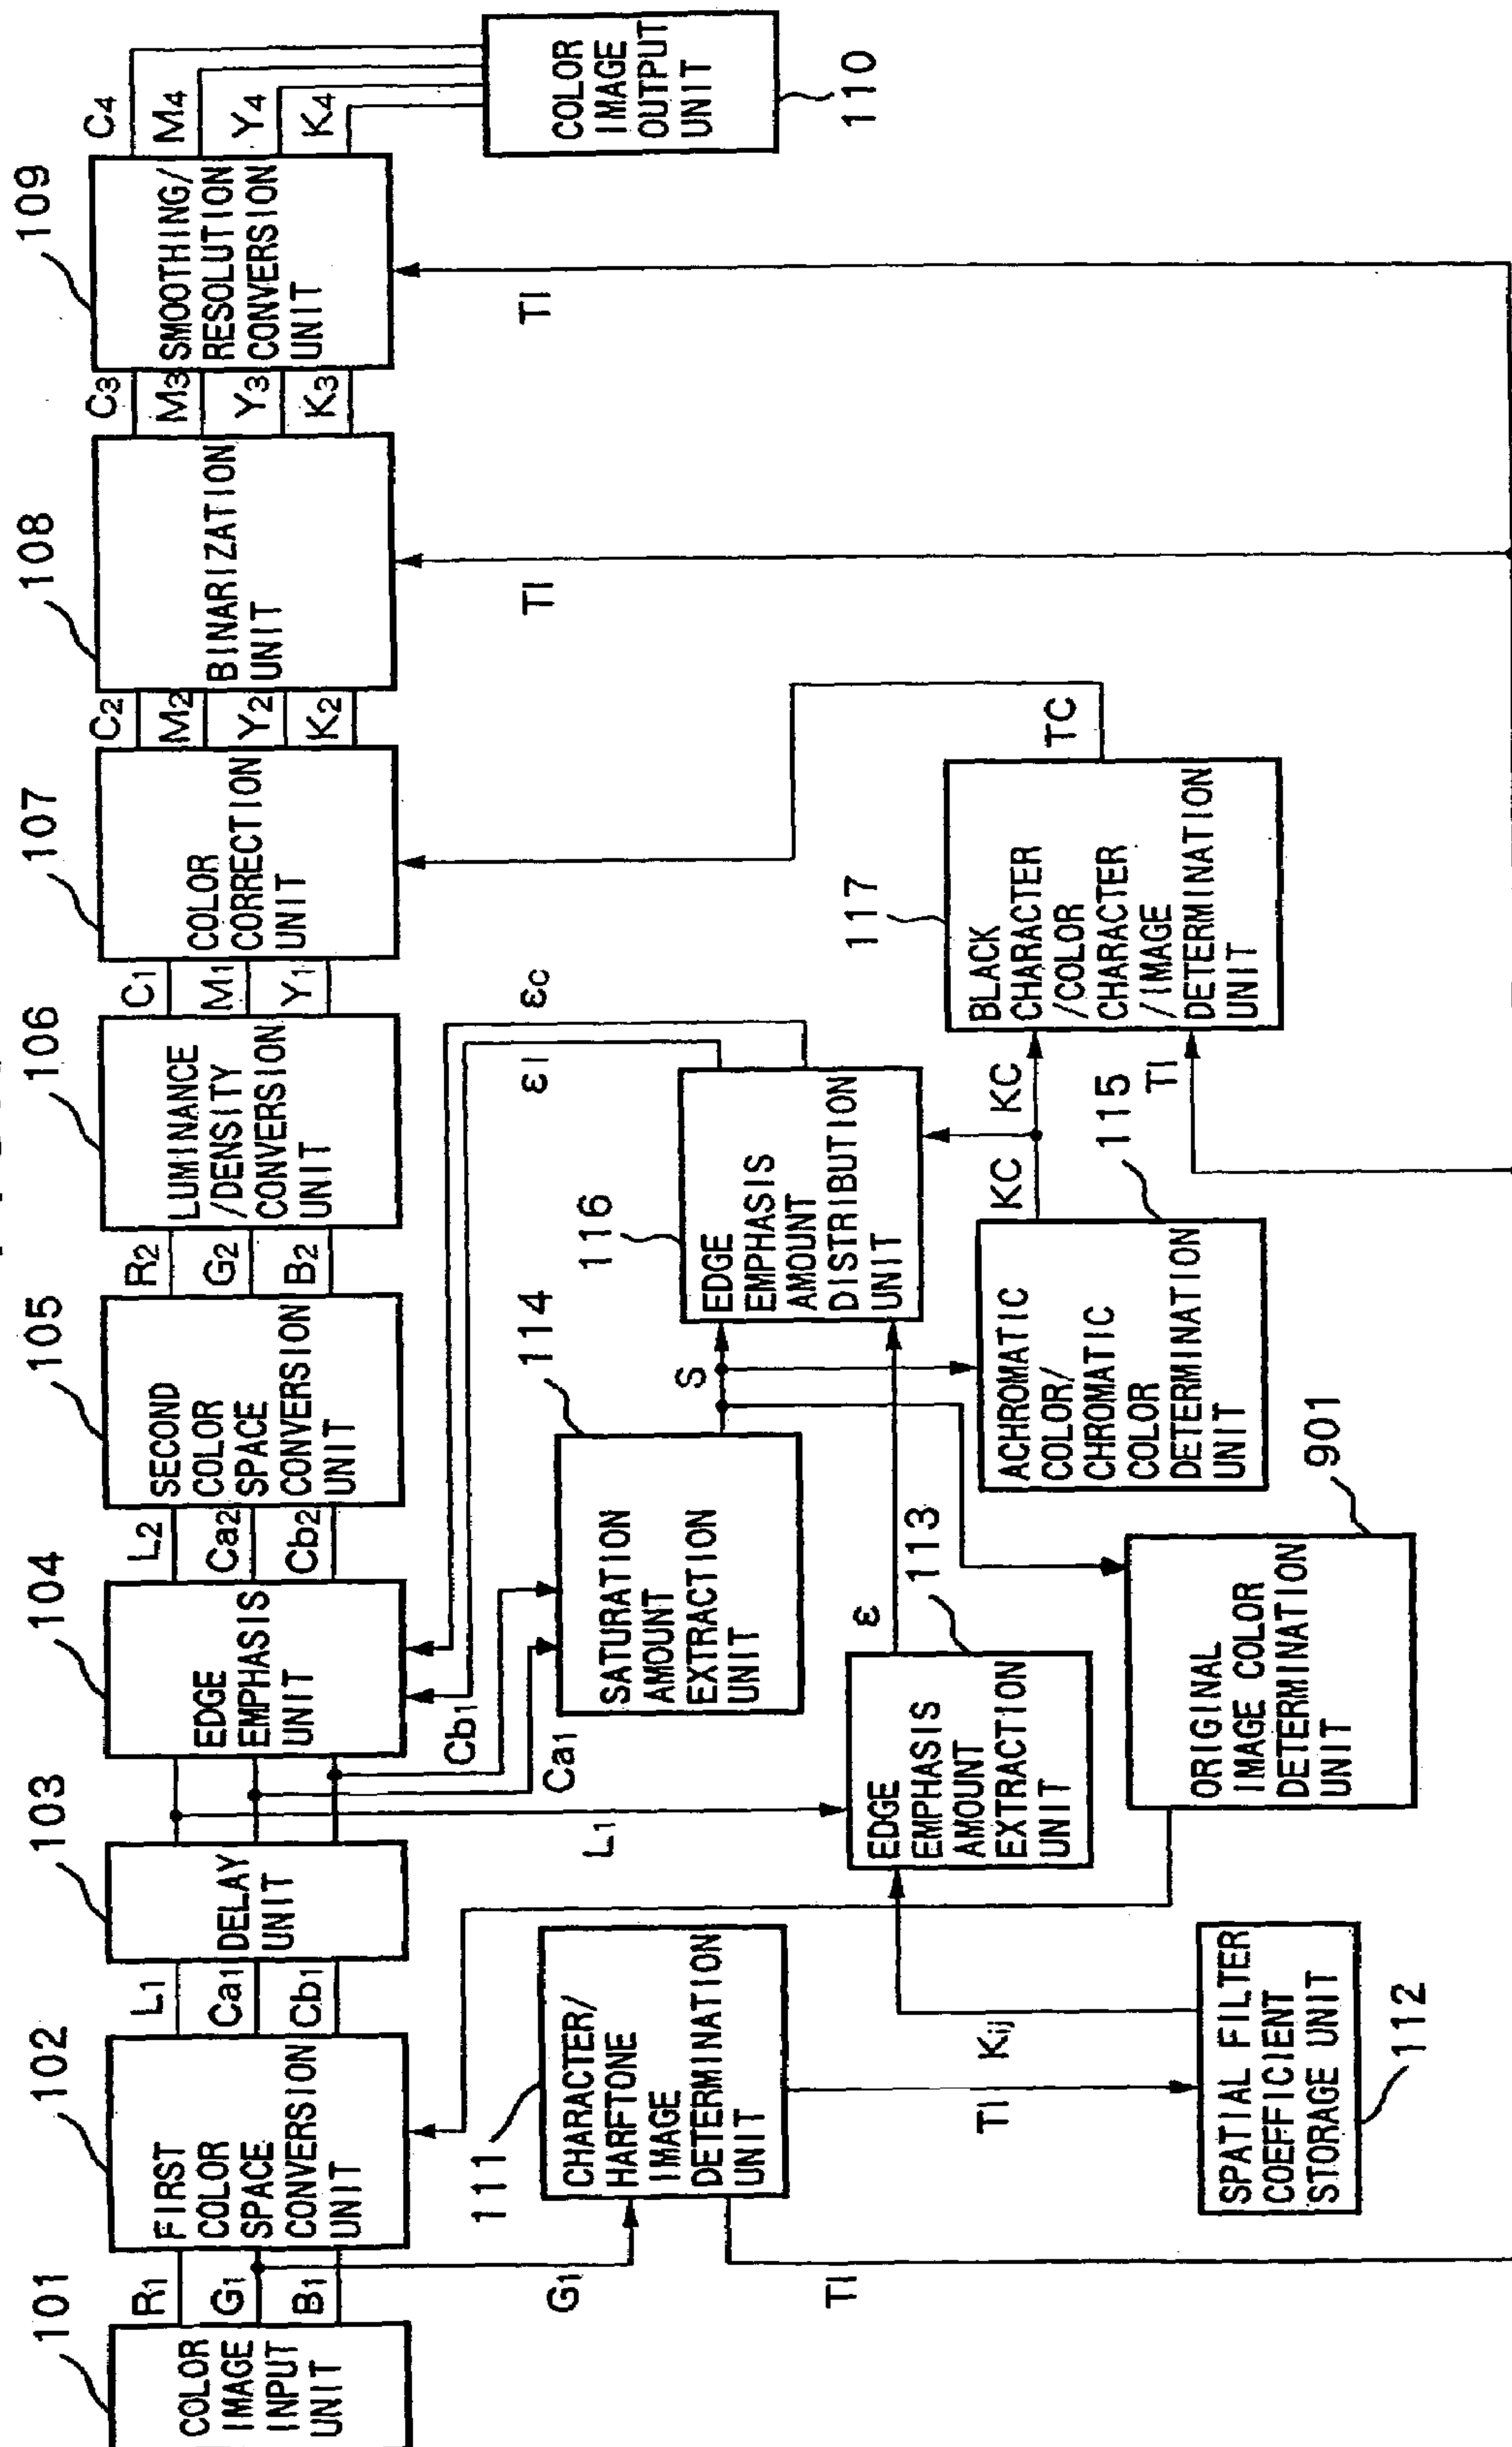 101
COLOR
IMAGE
INPUT
UNIT
R1
G1
B1
102
FIRST
COLOR
SPACE
CONVERSION
UNIT
L1
Ca1
Cb1
103
DELAY
UNIT
104
EDGE
EMPHASIS
UNIT
L2
Ca2
Cb2
105
SECOND
COLOR
SPACE
CONVERSION
UNIT
R2
G2
B2
106
LUMINANCE
/DENSITY
CONVERSION
UNIT
C1
M1
Y1
107
COLOR
CORRECTION
UNIT
C2
M2
Y2
K2
108
BINARIZATION
UNIT
C3
M3
Y3
K3
109
SMOOTHING/
RESOLUTION
CONVERSION
UNIT
C4
M4
Y4
K4
COLOR
IMAGE
OUTPUT
UNIT
110
G1
111
CHARACTER/
HARFTONE
IMAGE
DETERMINATION
UNIT
TI
TI
Kij
SPATIAL FILTER
COEFFICIENT
STORAGE UNIT
112
L1
Cb1
Ca1
EDGE
EMPHASIS
AMOUNT
EXTRACTION
UNIT
113
ε
114
SATURATION
AMOUNT
EXTRACTION
UNIT
S
ORIGINAL
IMAGE COLOR
DETERMINATION
UNIT
901
116
EDGE
EMPHASIS
AMOUNT
DISTRIBUTION
UNIT
εl
εc
ACHROMATIC
COLOR/
CHROMATIC
COLOR
DETERMINATION
UNIT
115
KC
KC
TI
117
BLACK
CHARACTER
/COLOR
CHARACTER
/IMAGE
DETERMINATION
UNIT
TC
TI
TI